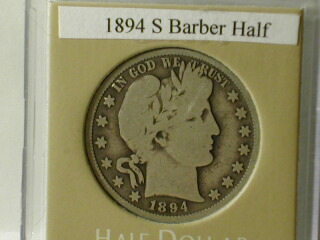 1894 S Barber Half
IN GOD WE TRUST
1894
HALF DOLLAR